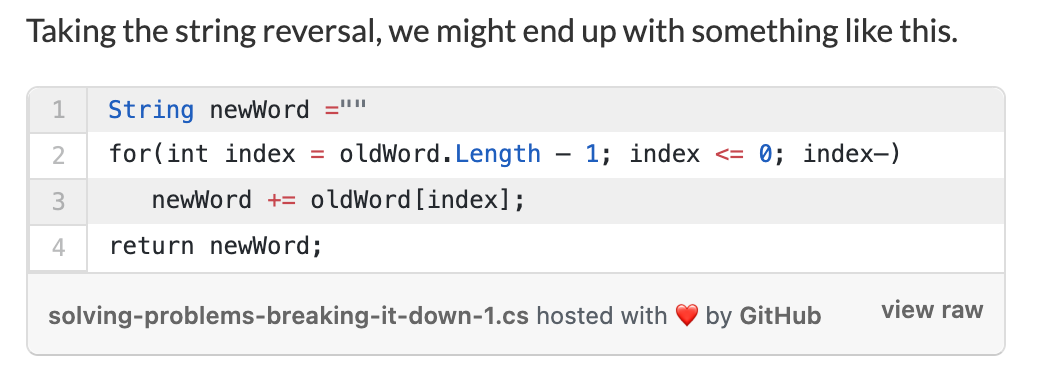 Taking the string reversal, we might end up with something like this.
1 String newWord =""
2 for(int index = oldWord.Length – 1; index <= 0; index–)
3 newWord += oldWord[index];
4 return newWord;
solving-problems-breaking-it-down-1.cs hosted with ❤ by GitHub view raw